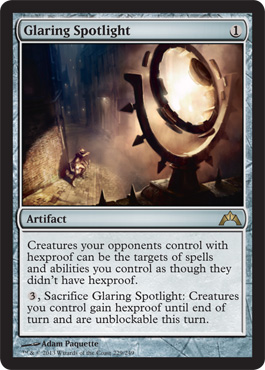 Glaring Spotlight 1
Artifact
Creatures your opponents control with
hexproof can be the targets of spells
and abilities you control as though they
didn't have hexproof.
3, Sacrifice Glaring Spotlight: Creatures
you control gain hexproof until end of
turn and are unblockable this turn.
Adam Paquette
™ & © 2013 Wizards of the Coast 229/249